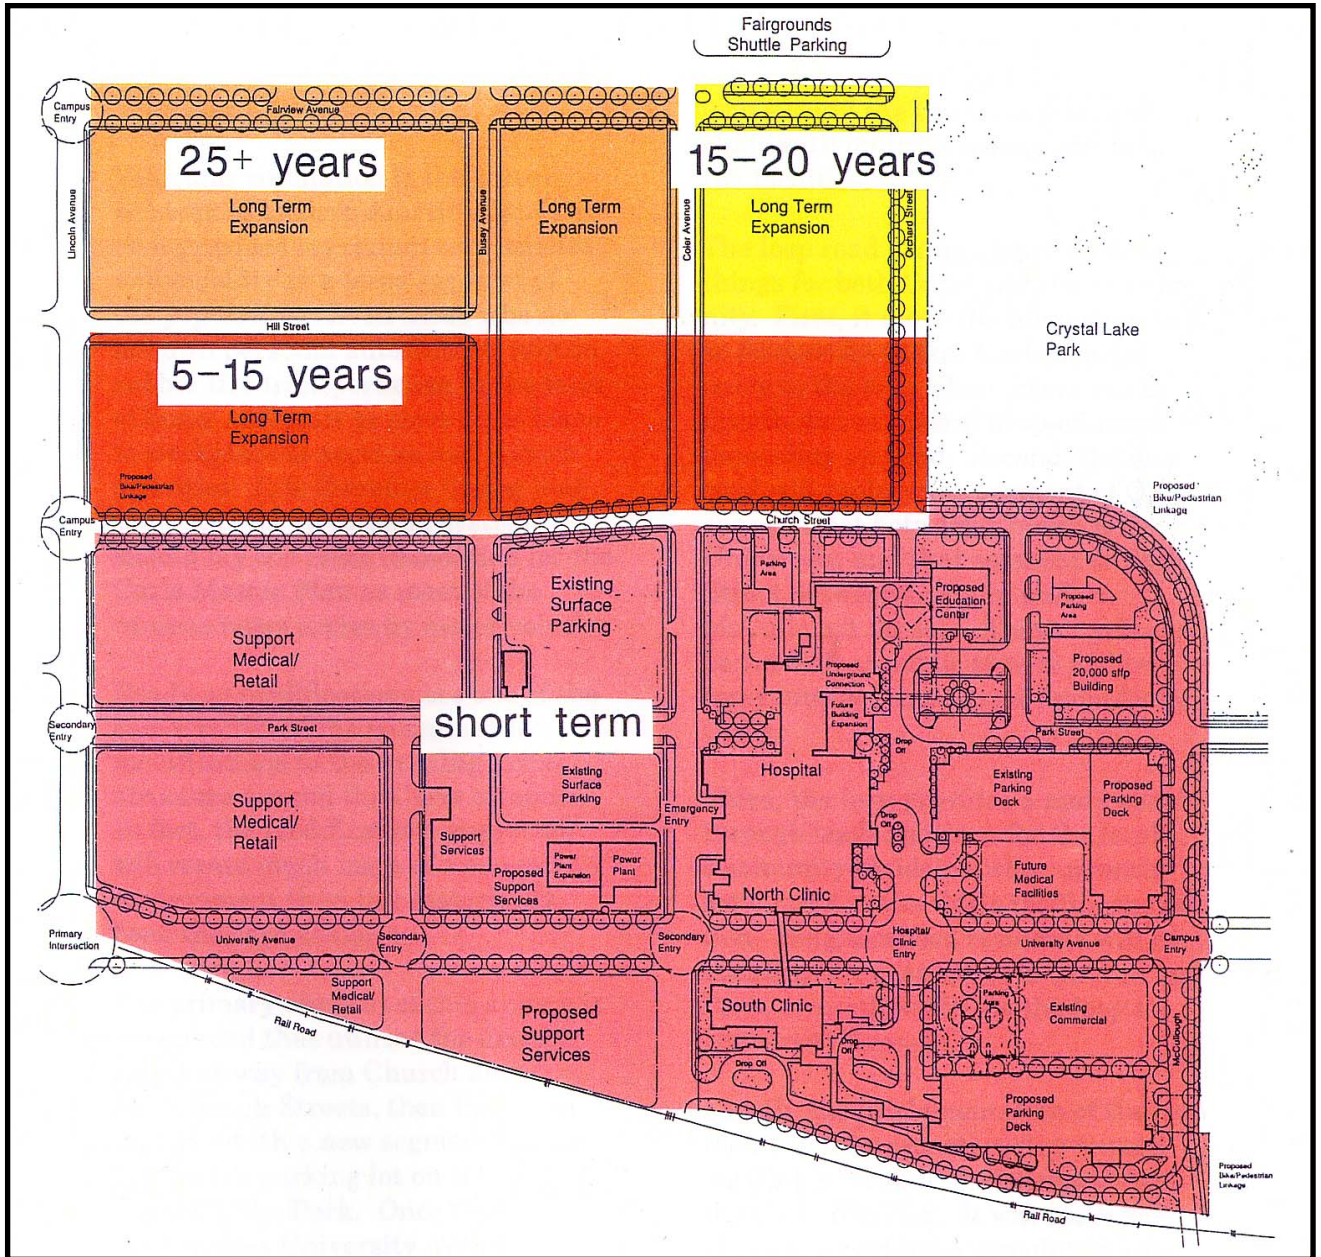 Fairgrounds
Shuttle Parking
Campus
Entry
Fairview Avenue
25+ years
15-20 years
Long Term
Expansion
Long Term
Expansion
Long Term
Expansion
Lincoln Avenue
Busey Avenue
Coler Avenue
Orchard Street
Hill Street
Crystal Lake
Park
5-15 years
Long Term
Expansion
Proposed
Bike/Pedestrian
Linkage
Proposed
Bike/Pedestrian
Linkage
Campus
Entry
Church Street
Parking
Area
Existing
Surface
Parking
Proposed
Education
Center
Proposed
Parking
Area
Support
Medical/
Retail
Proposed
Underground
Connection
Proposed
20,000 sffp
Building
Future
Building
Expansion
Secondary
Entry
Park Street
short term
Drop
Off
Park Street
Hospital
Existing
Surface
Parking
Existing
Parking
Deck
Proposed
Parking
Deck
Support
Medical/
Retail
Emergency
Entry
Drop
Off
Support
Services
Power
Plant
Expansion
Power
Plant
Proposed
Support
Services
Future
Medical
Facilities
North Clinic
Primary
Intersection
University Avenue
Secondary
Entry
Secondary
Entry
Hospital/
Clinic
Entry
University Avenue
Campus
Entry
Support
Medical/
Retail
South Clinic
Parking
Area
Existing
Commercial
Rail Road
Proposed
Support
Services
Drop
Off
McCullough
Drop Off
Proposed
Parking
Deck
Proposed
Bike/Pedestrian
Linkage
Rail Road